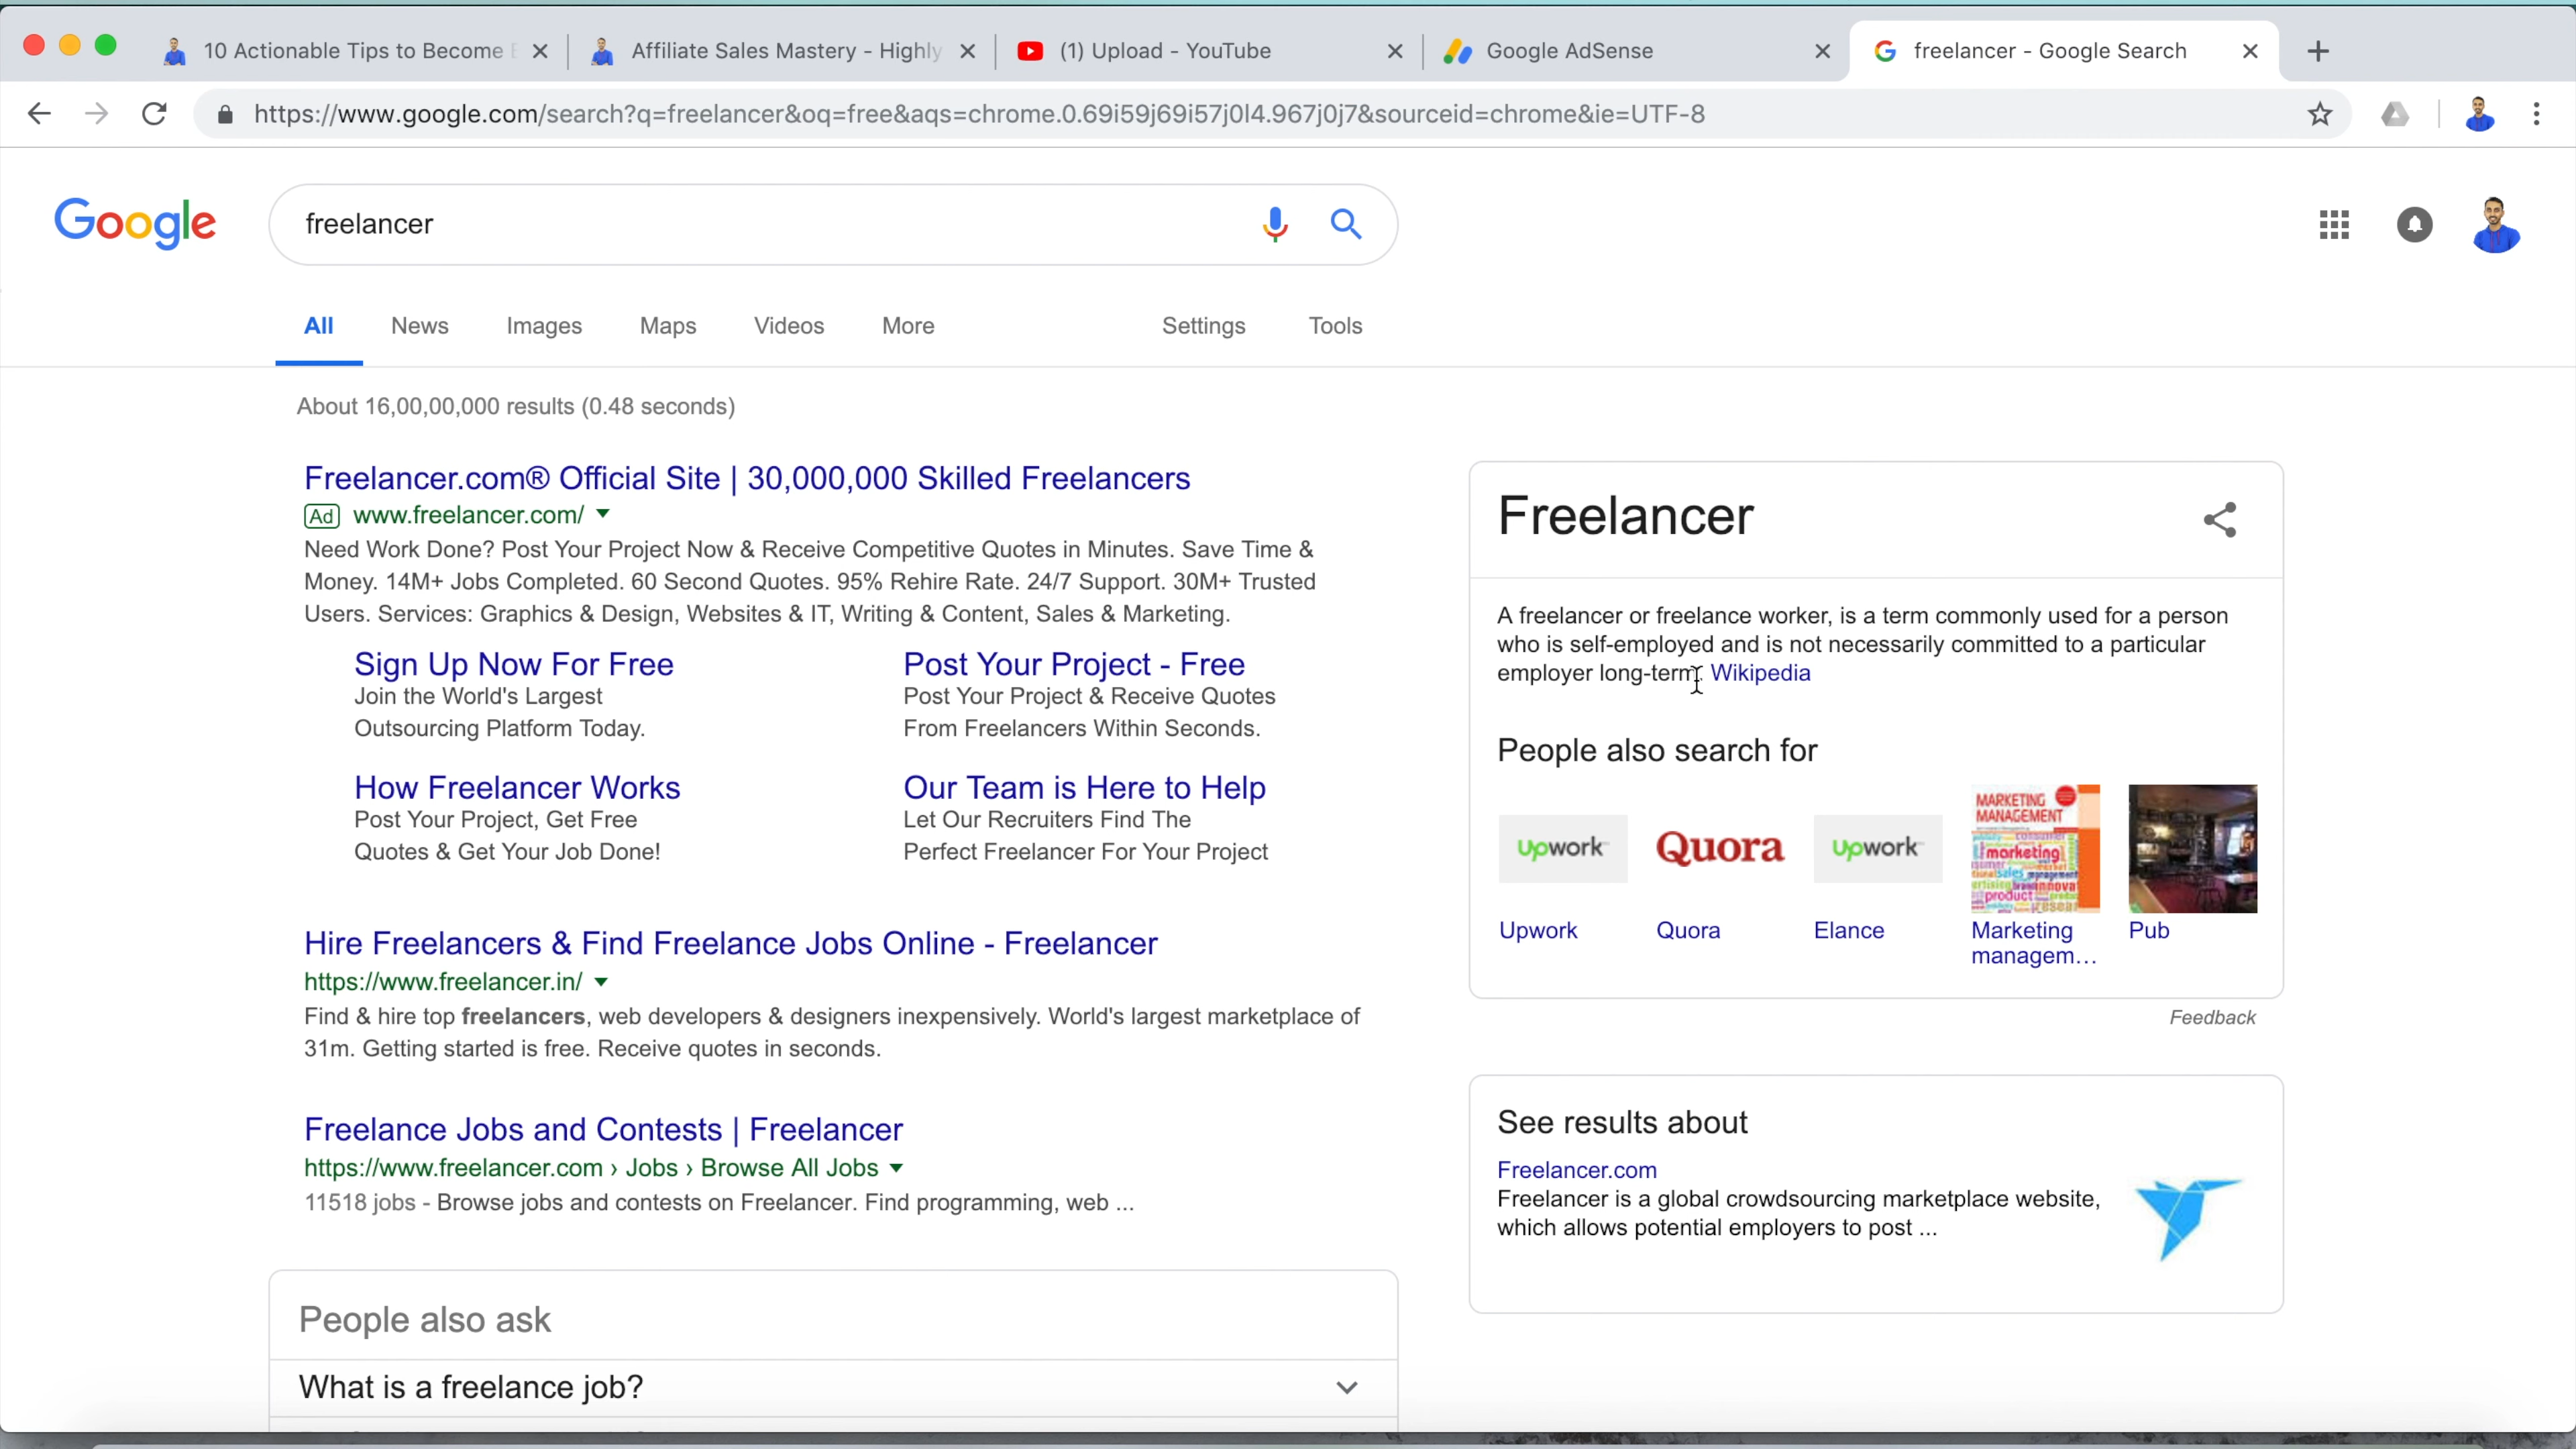 10 Actionable Tips to Become
Affiliate Sales Mastery - Highly
(1) Upload - YouTube
Google AdSense
freelancer - Google Search
https://www.google.com/search?q=freelancer&oq=free&aqs=chrome.0.69i59j69i57j0l4.967j0j7&sourceid=chrome&ie=UTF-8
Google
freelancer
All News Images Maps Videos More Settings Tools
About 16,00,00,000 results (0.48 seconds)
Freelancer.com® Official Site | 30,000,000 Skilled Freelancers
Ad www.freelancer.com/
Need Work Done? Post Your Project Now & Receive Competitive Quotes in Minutes. Save Time &
Money. 14M+ Jobs Completed. 60 Second Quotes. 95% Rehire Rate. 24/7 Support. 30M+ Trusted
Users. Services: Graphics & Design, Websites & IT, Writing & Content, Sales & Marketing.
Sign Up Now For Free
Join the World's Largest
Outsourcing Platform Today.
Post Your Project - Free
Post Your Project & Receive Quotes
From Freelancers Within Seconds.
How Freelancer Works
Post Your Project, Get Free
Quotes & Get Your Job Done!
Our Team is Here to Help
Let Our Recruiters Find The
Perfect Freelancer For Your Project
Hire Freelancers & Find Freelance Jobs Online - Freelancer
https://www.freelancer.in/
Find & hire top freelancers, web developers & designers inexpensively. World's largest marketplace of
31m. Getting started is free. Receive quotes in seconds.
Freelance Jobs and Contests | Freelancer
https://www.freelancer.com › Jobs › Browse All Jobs
11518 jobs - Browse jobs and contests on Freelancer. Find programming, web ...
People also ask
What is a freelance job?
Freelancer
A freelancer or freelance worker, is a term commonly used for a person
who is self-employed and is not necessarily committed to a particular
employer long-term. Wikipedia
People also search for
Upwork
Quora
Upwork
MARKETING
MANAGEMENT
marketing
product
Upwork
Quora
Elance
Marketing
managem...
Pub
Feedback
See results about
Freelancer.com
Freelancer is a global crowdsourcing marketplace website,
which allows potential employers to post ...